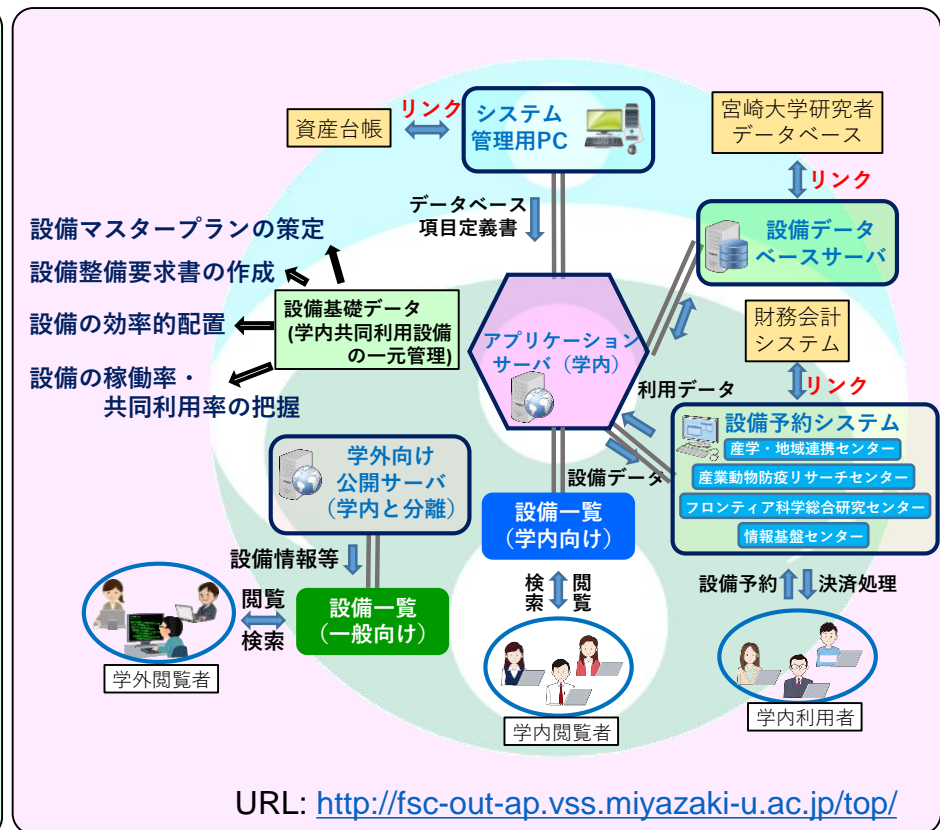 資産台帳
リンク
システム
管理用PC
宮崎大学研究者
データベース
リンク
データベース
項目定義書
設備データ
ベースサーバ
設備マスタープランの策定
設備整備要求書の作成
設備の効率的配置
設備の稼働率・
共同利用率の把握
設備基礎データ
(学内共同利用設備
の一元管理)
アプリケーション
サーバ（学内）
財務会計
システム
リンク
利用データ
設備データ
設備予約システム
産学・地域連携センター
産業動物防疫リサーチセンター
フロンティア科学総合研究センター
情報基盤センター
学外向け
公開サーバ
（学内と分離）
設備一覧
（学内向け）
設備情報等
設備一覧
（一般向け）
閲覧
検索
検索
閲覧
設備予約
決済処理
学外閲覧者
学内閲覧者
学内利用者
URL: http://fsc-out-ap.vss.miyazaki-u.ac.jp/top/